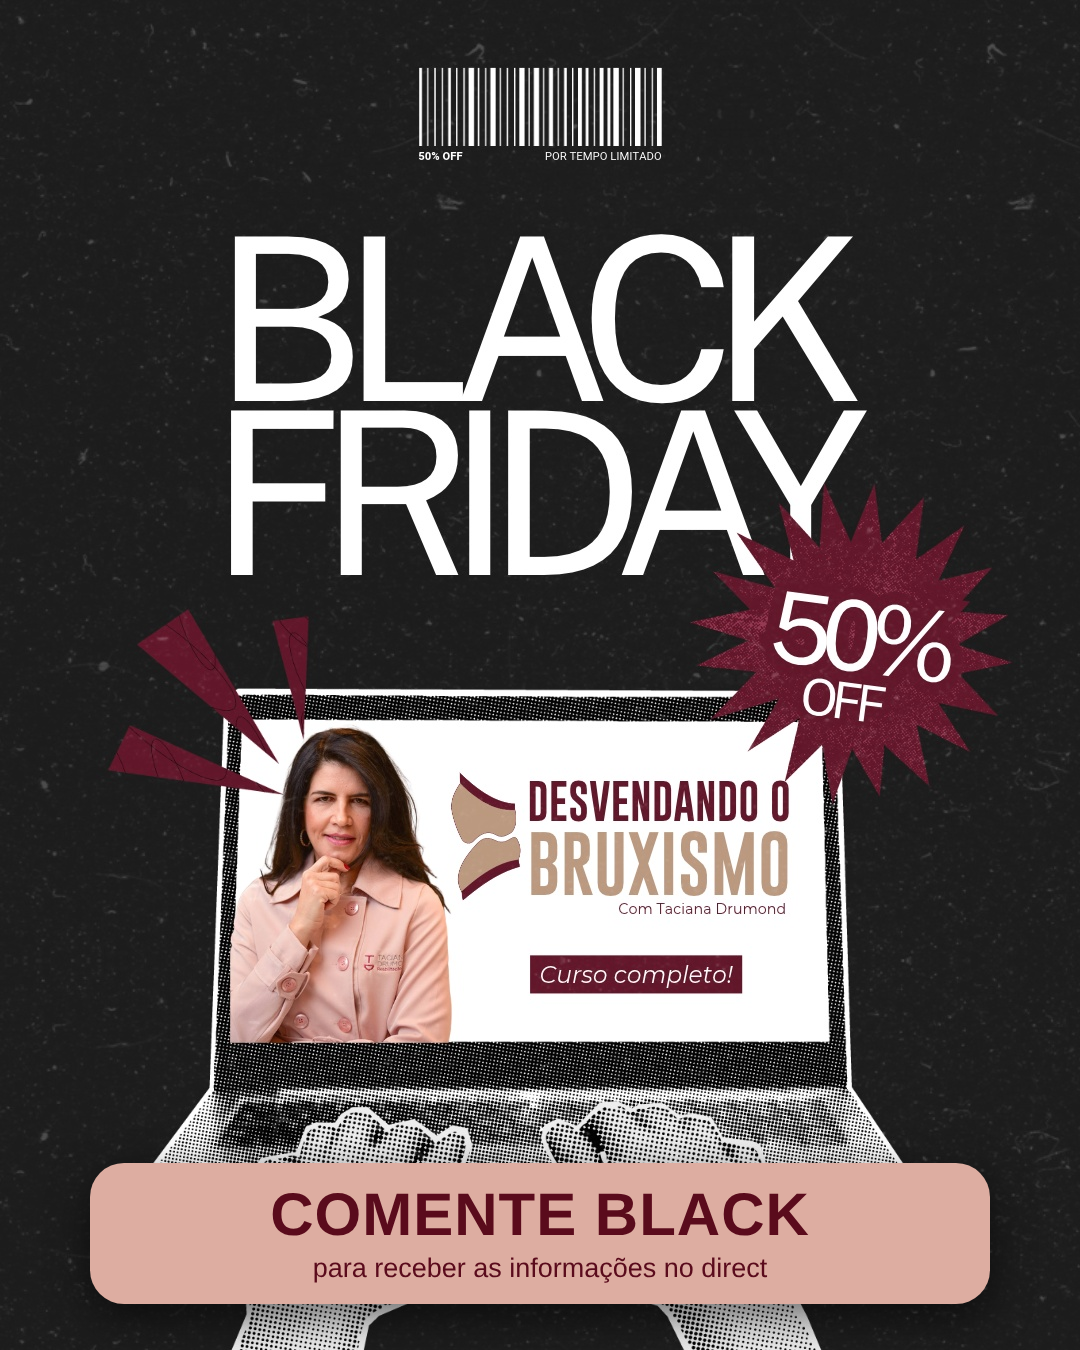 50% OFF POR TEMPO LIMITADO
BLACK
FRIDAY
50%
OFF
DESVENDANDO O
BRUXISMO
Com Taciana Drumond
Curso completo!
COMENTE BLACK
para receber as informações no direct